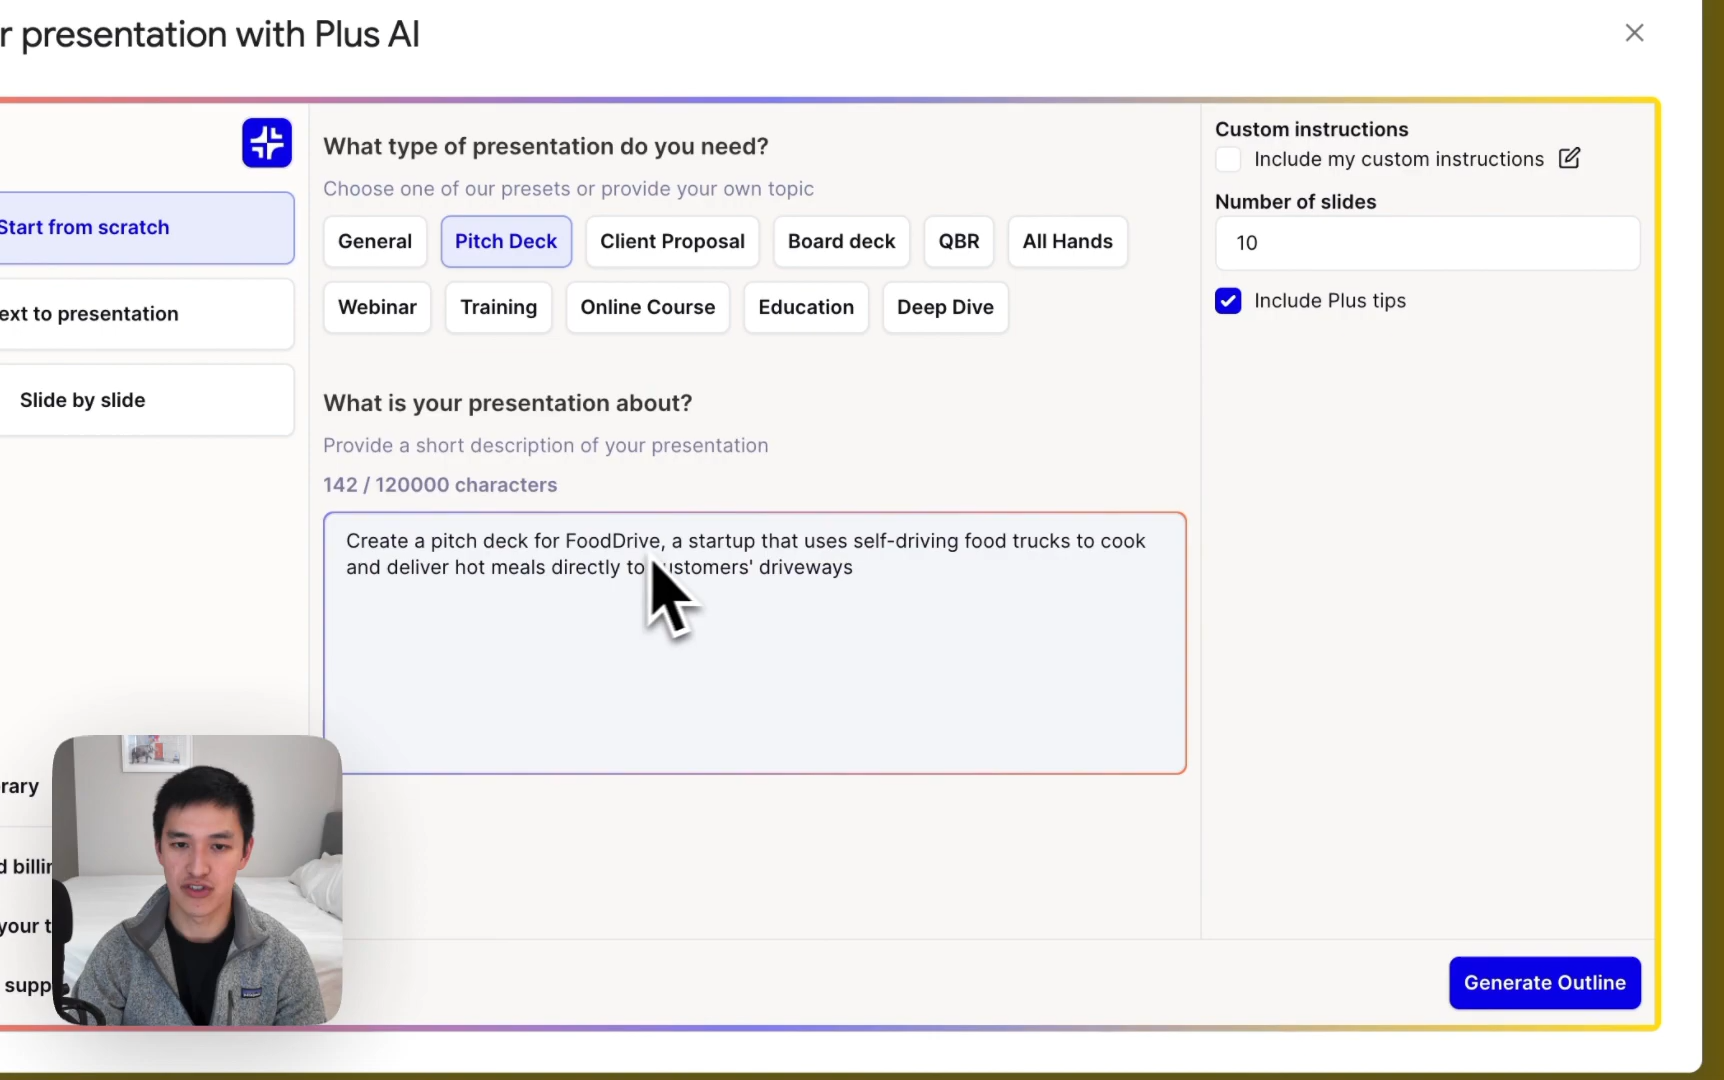 r presentation with Plus AI
Start from scratch
ext to presentation
Slide by slide
rary
d billin
your t
supp
What type of presentation do you need?
Choose one of our presets or provide your own topic
General
Pitch Deck
Client Proposal
Board deck
QBR
All Hands
Webinar
Training
Online Course
Education
Deep Dive
What is your presentation about?
Provide a short description of your presentation
142 / 120000 characters
Create a pitch deck for FoodDrive, a startup that uses self-driving food trucks to cook
and deliver hot meals directly to ustomers' driveways
Custom instructions
Include my custom instructions
Number of slides
10
Include Plus tips
Generate Outline